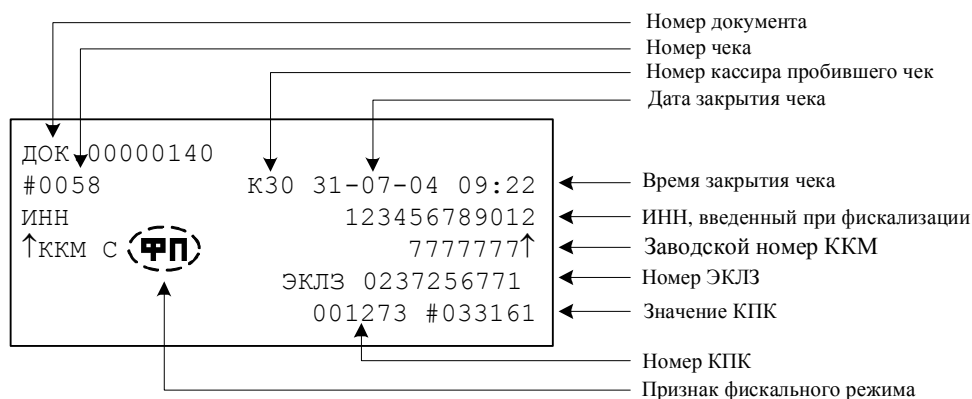 Номер документа
Номер чека
Номер кассира пробившего чек
Дата закрытия чека
ДОК 00000140
#0058 К30 31-07-04 09:22
Время закрытия чека
ИНН 123456789012
ИНН, введенный при фискализации
↑ККМ С ФП 7777777↑
Заводской номер ККМ
ЭКЛЗ 0237256771
Номер ЭКЛЗ
001273 #033161
Значение КПК
Номер КПК
Признак фискального режима